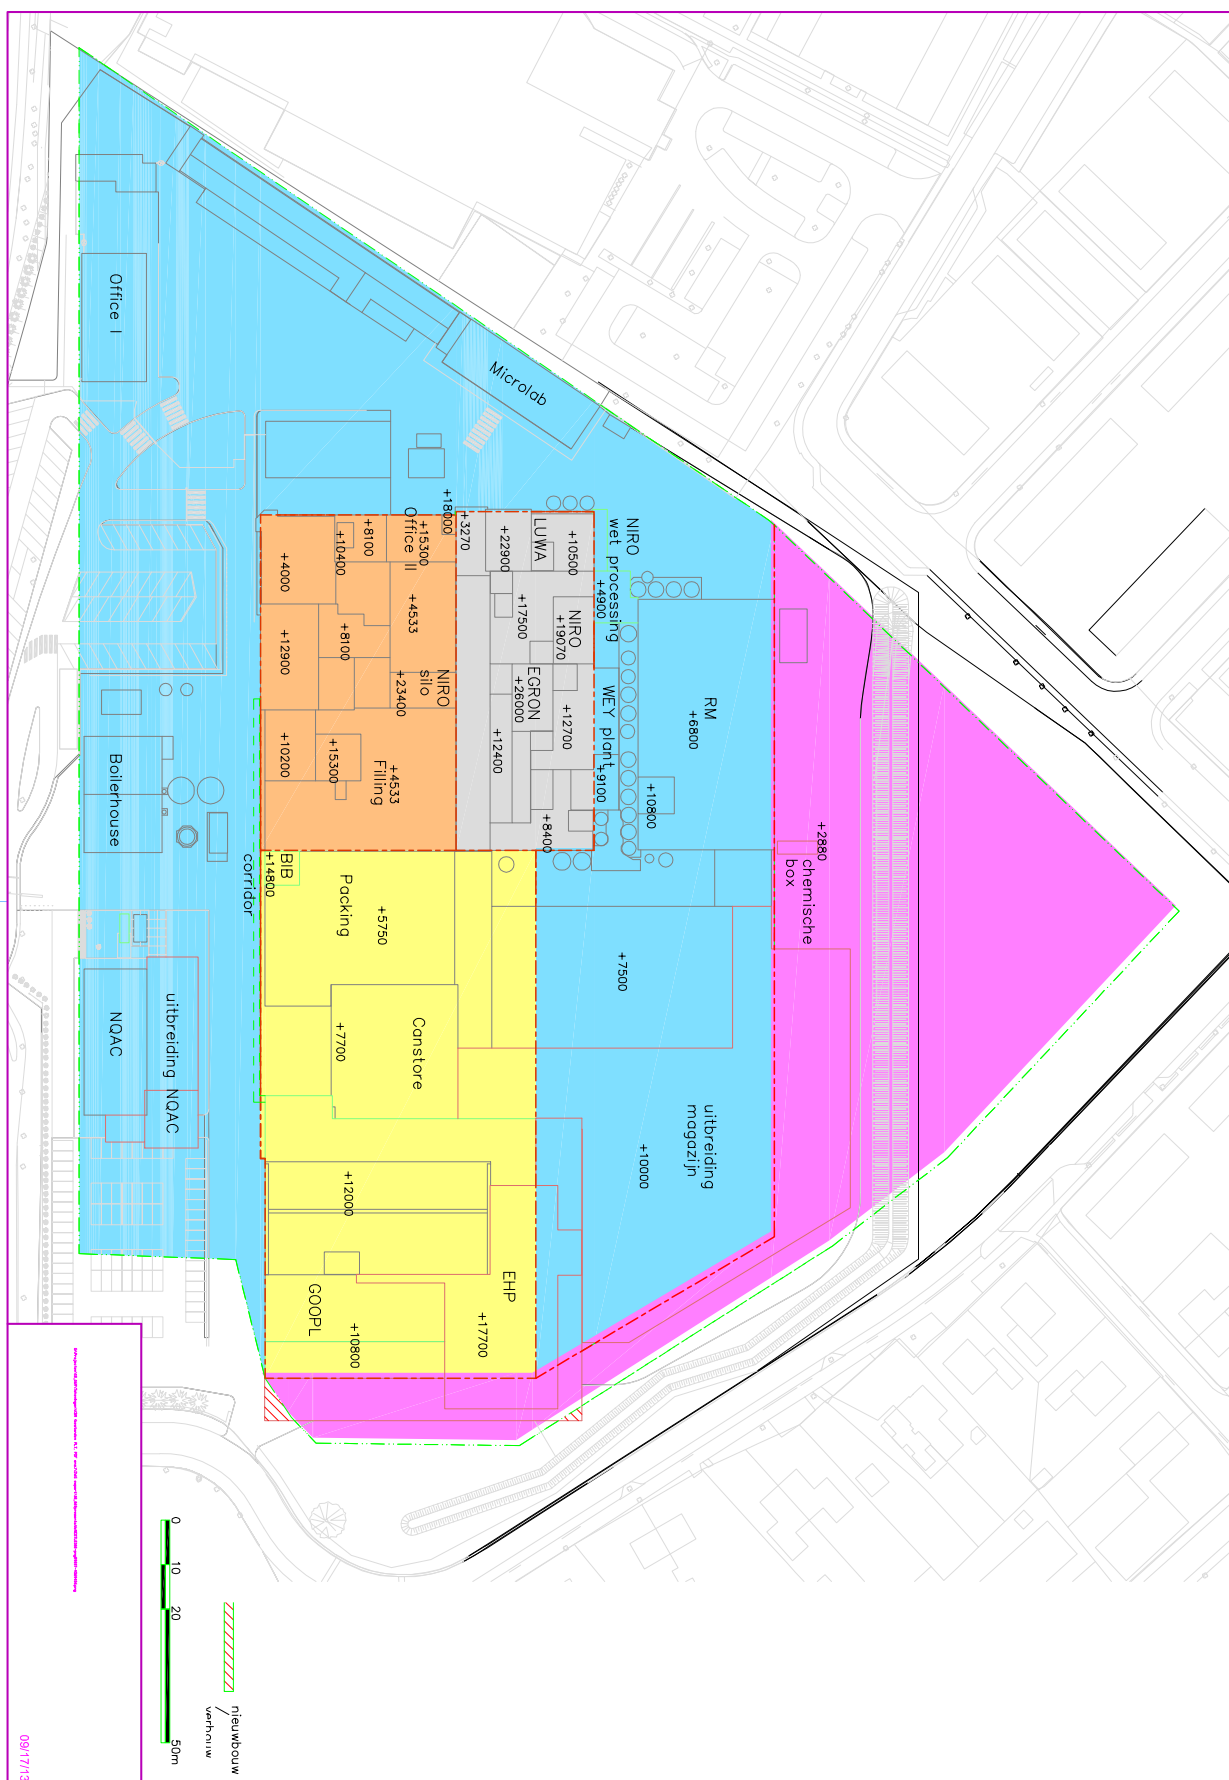 Office I
Microlab
NIRO
wet processing
+4900
+18000
Office II
+15300
+8100
+10400
+4000
+3270
+22900
LUWA
+10500
+17500
NIRO
+19070
+4533
+8100
+12900
NIRO
silo
+23400
EGRON
+26000
+12700
+12400
WEY plant
+9100
+8400
RM
+6800
+10800
+10200
+15300
+4533
Filling
Boilerhouse
corridor
BIB
+14800
Packing
+5750
+2880
chemische
box
+7500
Canstore
+7700
NQAC
uitbreiding NQAC
uitbreiding
magazijn
+10000
+12000
EHP
+17700
GOOPL
+10800
0
10
20
50m
nieuwbouw
/
verbouw
09/17/13